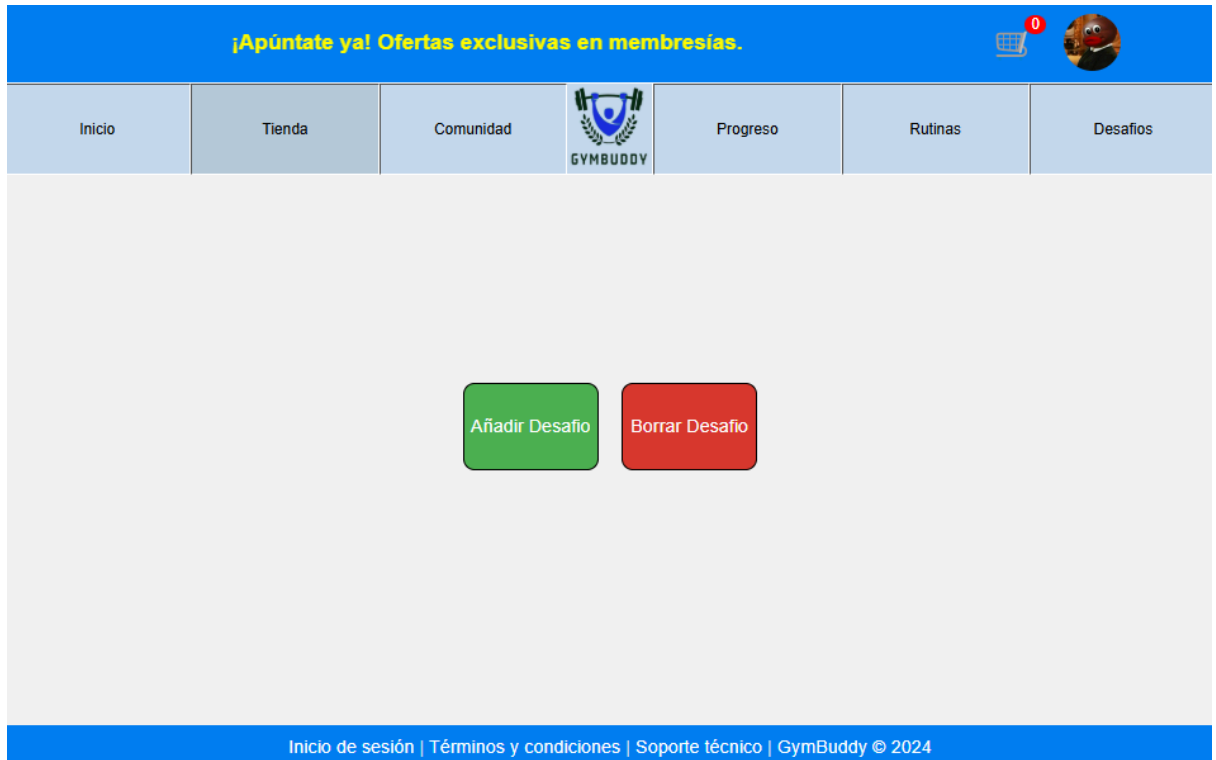 ¡Apúntate ya! Ofertas exclusivas en membresías.
0
Inicio
Tienda
Comunidad
GYMBUDDY
Progreso
Rutinas
Desafios
Añadir Desafio
Borrar Desafio
Inicio de sesión | Términos y condiciones | Soporte técnico | GymBuddy © 2024